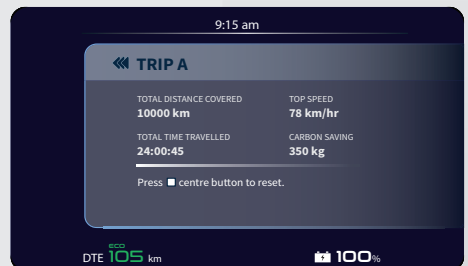 9:15 am
TRIP A
TOTAL DISTANCE COVERED TOP SPEED
10000 km 78 km/hr
TOTAL TIME TRAVELLED CARBON SAVING
24:00:45 350 kg
Press centre button to reset.
ECO
DTE 105 km 100%